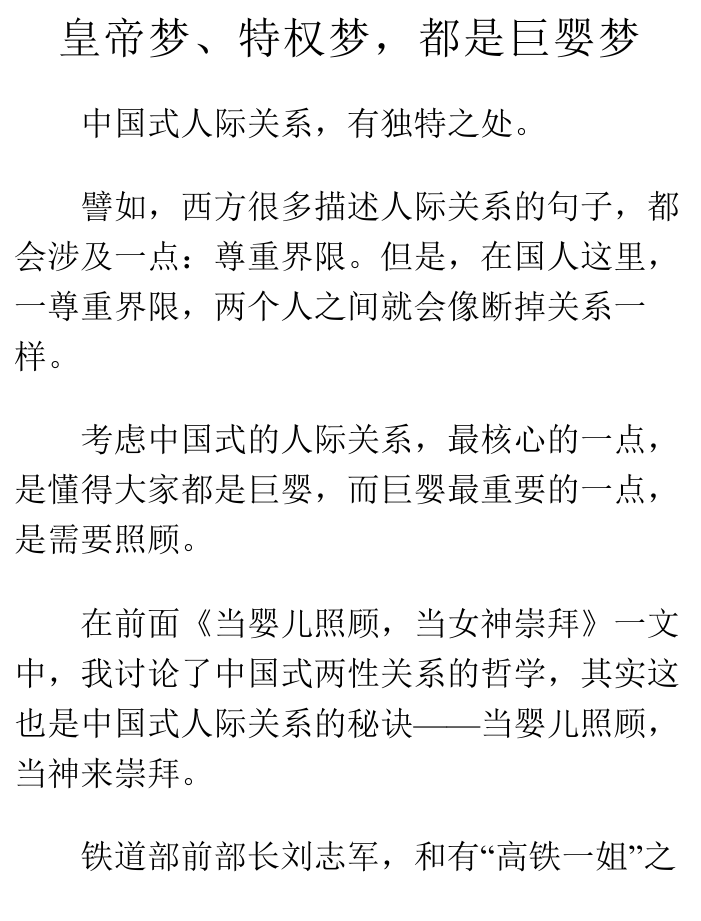 皇帝梦、特权梦，都是巨婴梦
中国式人际关系，有独特之处。
譬如，西方很多描述人际关系的句子，都
会涉及一点：尊重界限。但是，在国人这里，
一尊重界限，两个人之间就会像断掉关系一
样。
考虑中国式的人际关系，最核心的一点，
是懂得大家都是巨婴，而巨婴最重要的一点，
是需要照顾。
在前面《当婴儿照顾，当女神崇拜》一文
中，我讨论了中国式两性关系的哲学，其实这
也是中国式人际关系的秘诀——当婴儿照顾，
当神来崇拜。
铁道部前部长刘志军，和有“高铁一姐”之